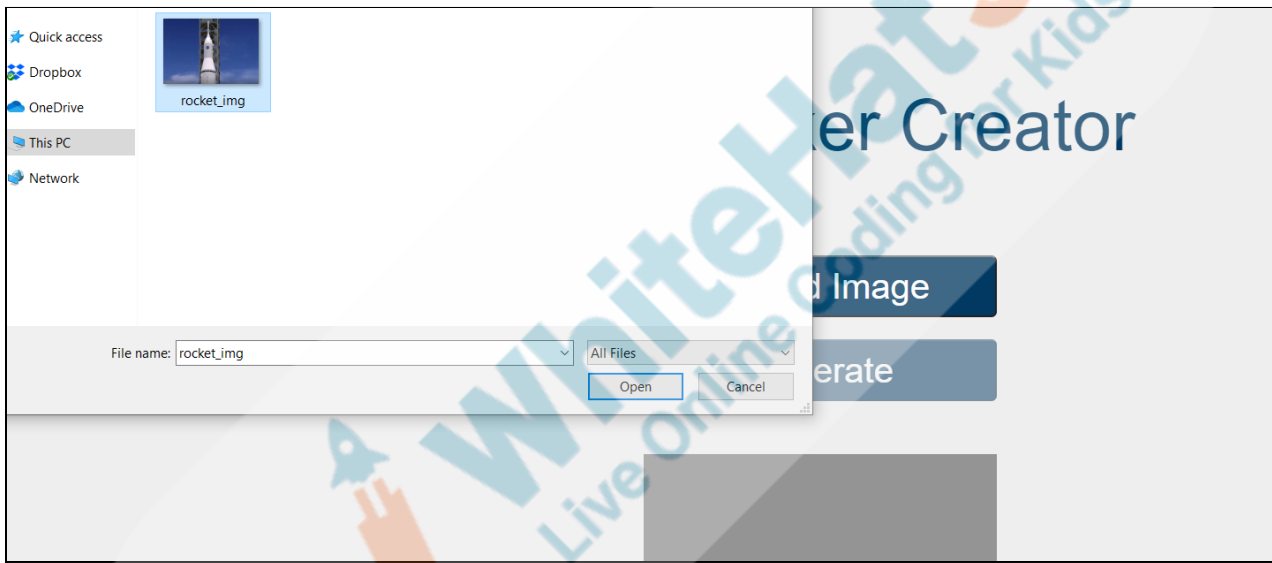 Quick access
Dropbox
rocket_img
OneDrive
This PC
Network
er Creator
d Image
File name: rocket_img
All Files
Open
Cancel
erate
WhiteHat
Live Online Coding for Kids